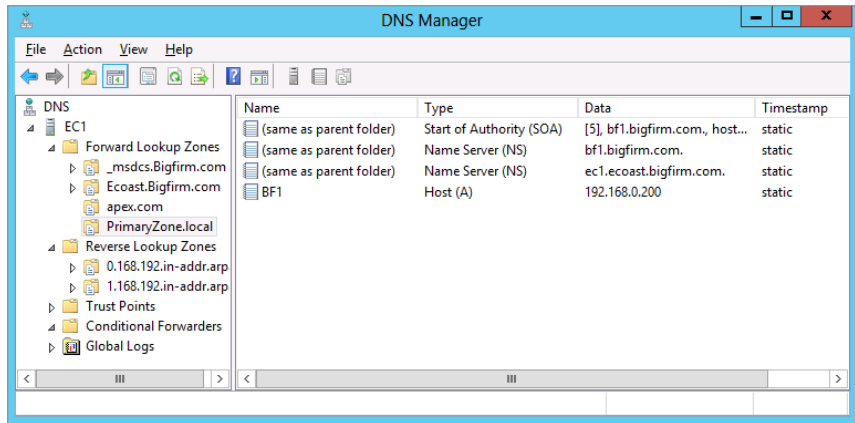 DNS Manager
File Action View Help
DNS
EC1
Forward Lookup Zones
_msdcs.Bigfirm.com
Ecoast.Bigfirm.com
apex.com
PrimaryZone.local
Reverse Lookup Zones
0.168.192.in-addr.arp
1.168.192.in-addr.arp
Trust Points
Conditional Forwarders
Global Logs
Name Type Data Timestamp
(same as parent folder) Start of Authority (SOA) [5], bf1.bigfirm.com., host... static
(same as parent folder) Name Server (NS) bf1.bigfirm.com. static
(same as parent folder) Name Server (NS) ec1.ecoast.bigfirm.com. static
BF1 Host (A) 192.168.0.200 static